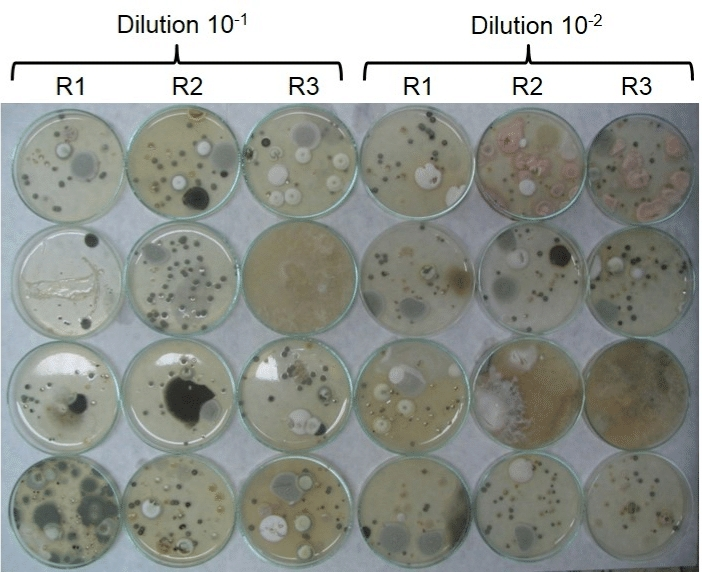 Dilution 10⁻¹ Dilution 10⁻²
R1 R2 R3 R1 R2 R3